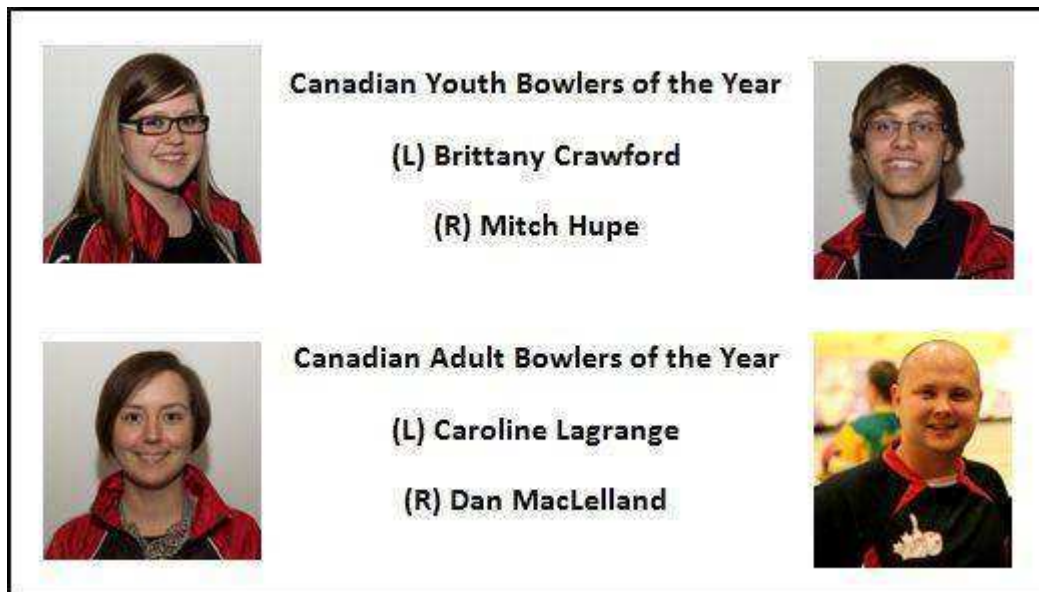 Canadian Youth Bowlers of the Year
(L) Brittany Crawford
(R) Mitch Hupe
Canadian Adult Bowlers of the Year
(L) Caroline Lagrange
(R) Dan MacLelland